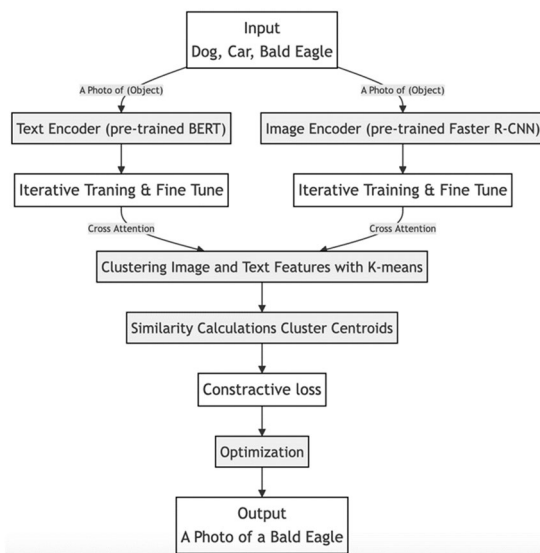 Input
Dog, Car, Bald Eagle
A Photo of (Object)
A Photo of (Object)
Text Encoder (pre-trained BERT)
Image Encoder (pre-trained Faster R-CNN)
Iterative Traning & Fine Tune
Iterative Training & Fine Tune
Cross Attention
Cross Attention
Clustering Image and Text Features with K-means
Similarity Calculations Cluster Centroids
Constractive loss
Optimization
Output
A Photo of a Bald Eagle